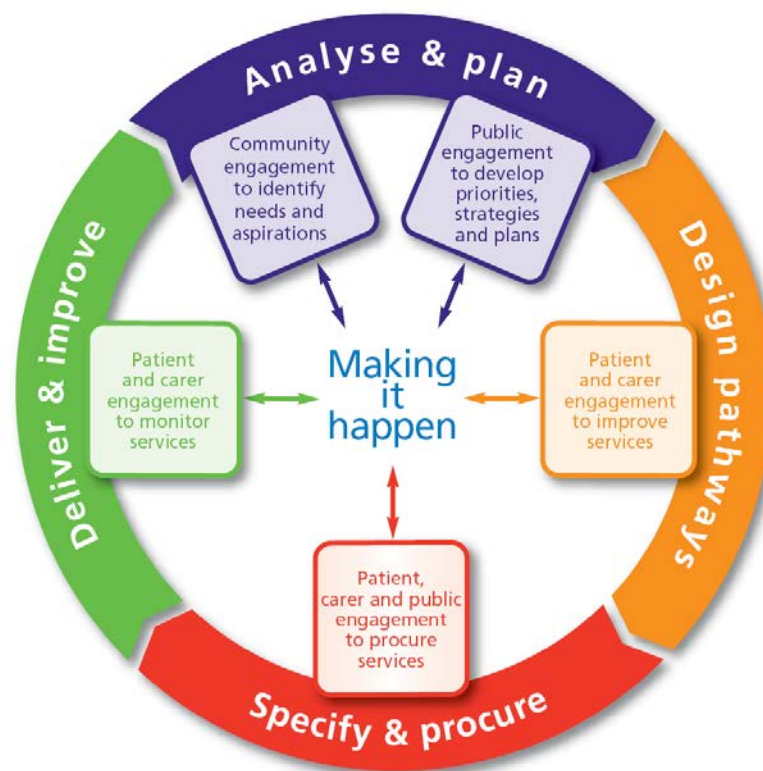 Analyse & plan
Community
engagement
to identify
needs and
aspirations
Public
engagement
to develop
priorities,
strategies
and plans
Design pathways
Patient
and carer
engagement
to improve
services
Specify & procure
Patient,
carer and public
engagement
to procure
services
Deliver & improve
Patient
and carer
engagement
to monitor
services
Making
it
happen